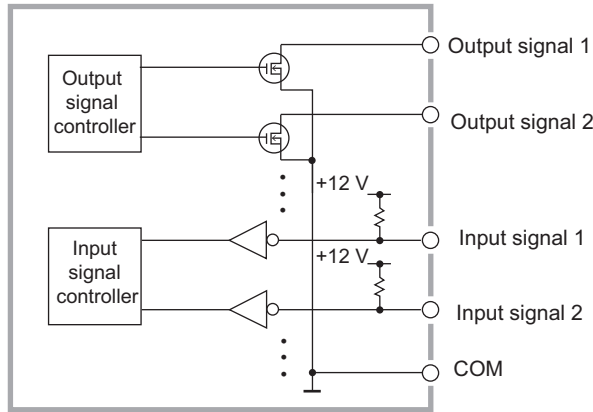 Output signal 1
Output
signal
controller
Output signal 2
+12 V
Input signal 1
Input
signal
controller
+12 V
Input signal 2
COM